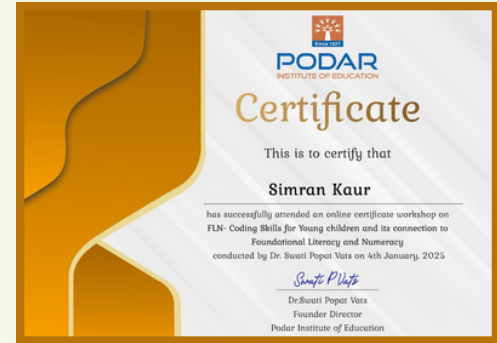 Since 1927
PODAR
INSTITUTE OF EDUCATION
Certificate
This is to certify that
Simran Kaur
has successfully attended an online certificate workshop on
FLN- Coding Skills for Young children and its connection to
Foundational Literacy and Numeracy
conducted by Dr. Swati Popat Vats on 4th January, 2025
Swati P Vats
Dr.Swati Popat Vats
Founder Director
Podar Institute of Education